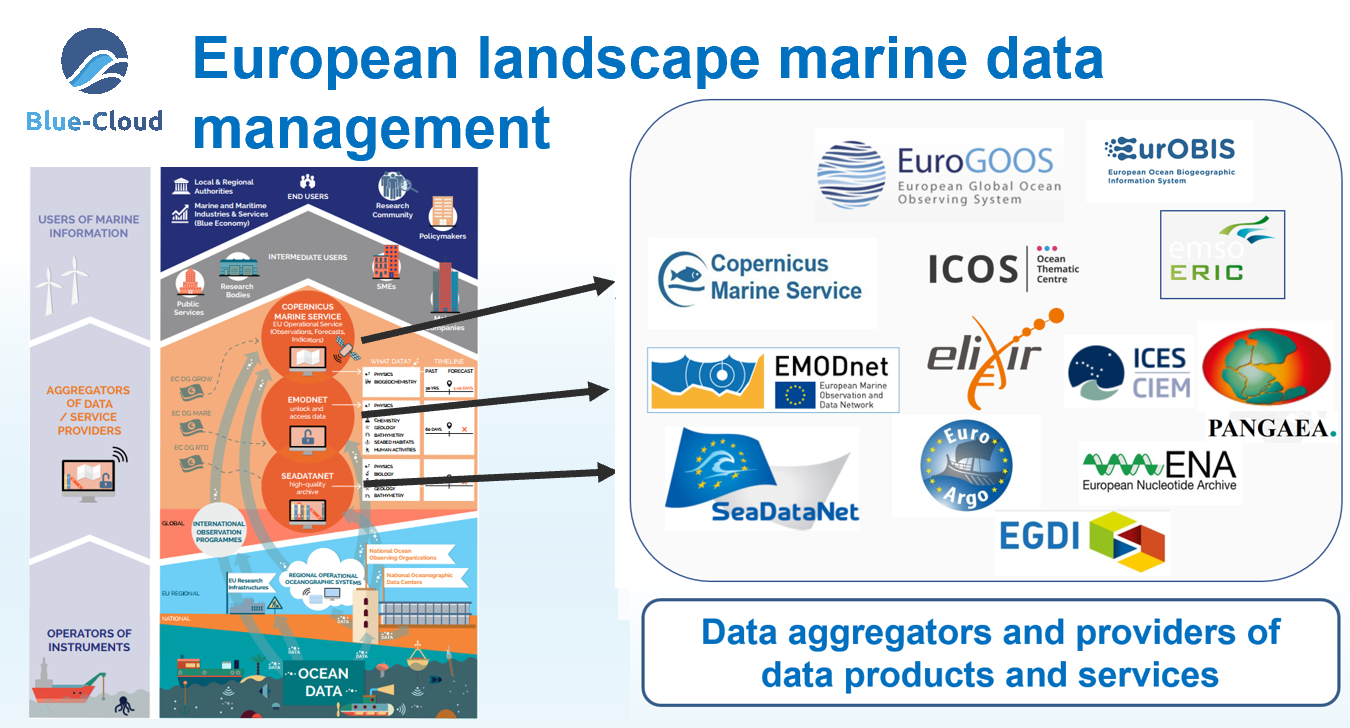 Blue-Cloud
European landscape marine data
management
USERS OF MARINE
INFORMATION
AGGREGATORS
OF DATA
/ SERVICE
PROVIDERS
OPERATORS OF
INSTRUMENTS
Local & Regional
Authorities
Marine and Maritime
Industries & Services
(Blue Economy)
END USERS
Research
Community
Policymakers
INTERMEDIATE USERS
Public
Services
Research
Bodies
SMEs
COPERNICUS
MARINE SERVICE
EU Operational Service
(Observations, Forecasts,
Indicators)
WHAT DATA?
TIMELINE
PHYSICS
BIOGEOCHEMISTRY
PAST
FORECAST
EC DG GROW
EC DG MARE
EC DG RTD
EMODNET
unlock and
access data
PHYSICS
CHEMISTRY
GEOLOGY
BATHYMETRY
SEABED HABITATS
HUMAN ACTIVITIES
60 DAYS
SEADATANET
high-quality
archive
PHYSICS
BIOLOGY
GEOLOGY
BATHYMETRY
GLOBAL
INTERNATIONAL
OBSERVATION
PROGRAMMES
National Ocean
Observing Organizations
EU Research
Infrastructures
REGIONAL OPERATIONAL
OCEANOGRAPHIC SYSTEMS
National Oceanographic
Data Centers
EU REGIONAL
NATIONAL
DATA
DATA
DATA
DATA
OCEAN
DATA
EuroGOOS
European Global Ocean
Observing System
EurOBIS
European Ocean Biogeographic
Information System
Copernicus
Marine Service
ICOS
Ocean
Thematic
Centre
emso
ERIC
EMODnet
European Marine
Observation and
Data Network
elixir
ICES
CIEM
PANGAEA.
SeaDataNet
Euro
Argo
ENA
European Nucleotide Archive
EGDI
Data aggregators and providers of
data products and services